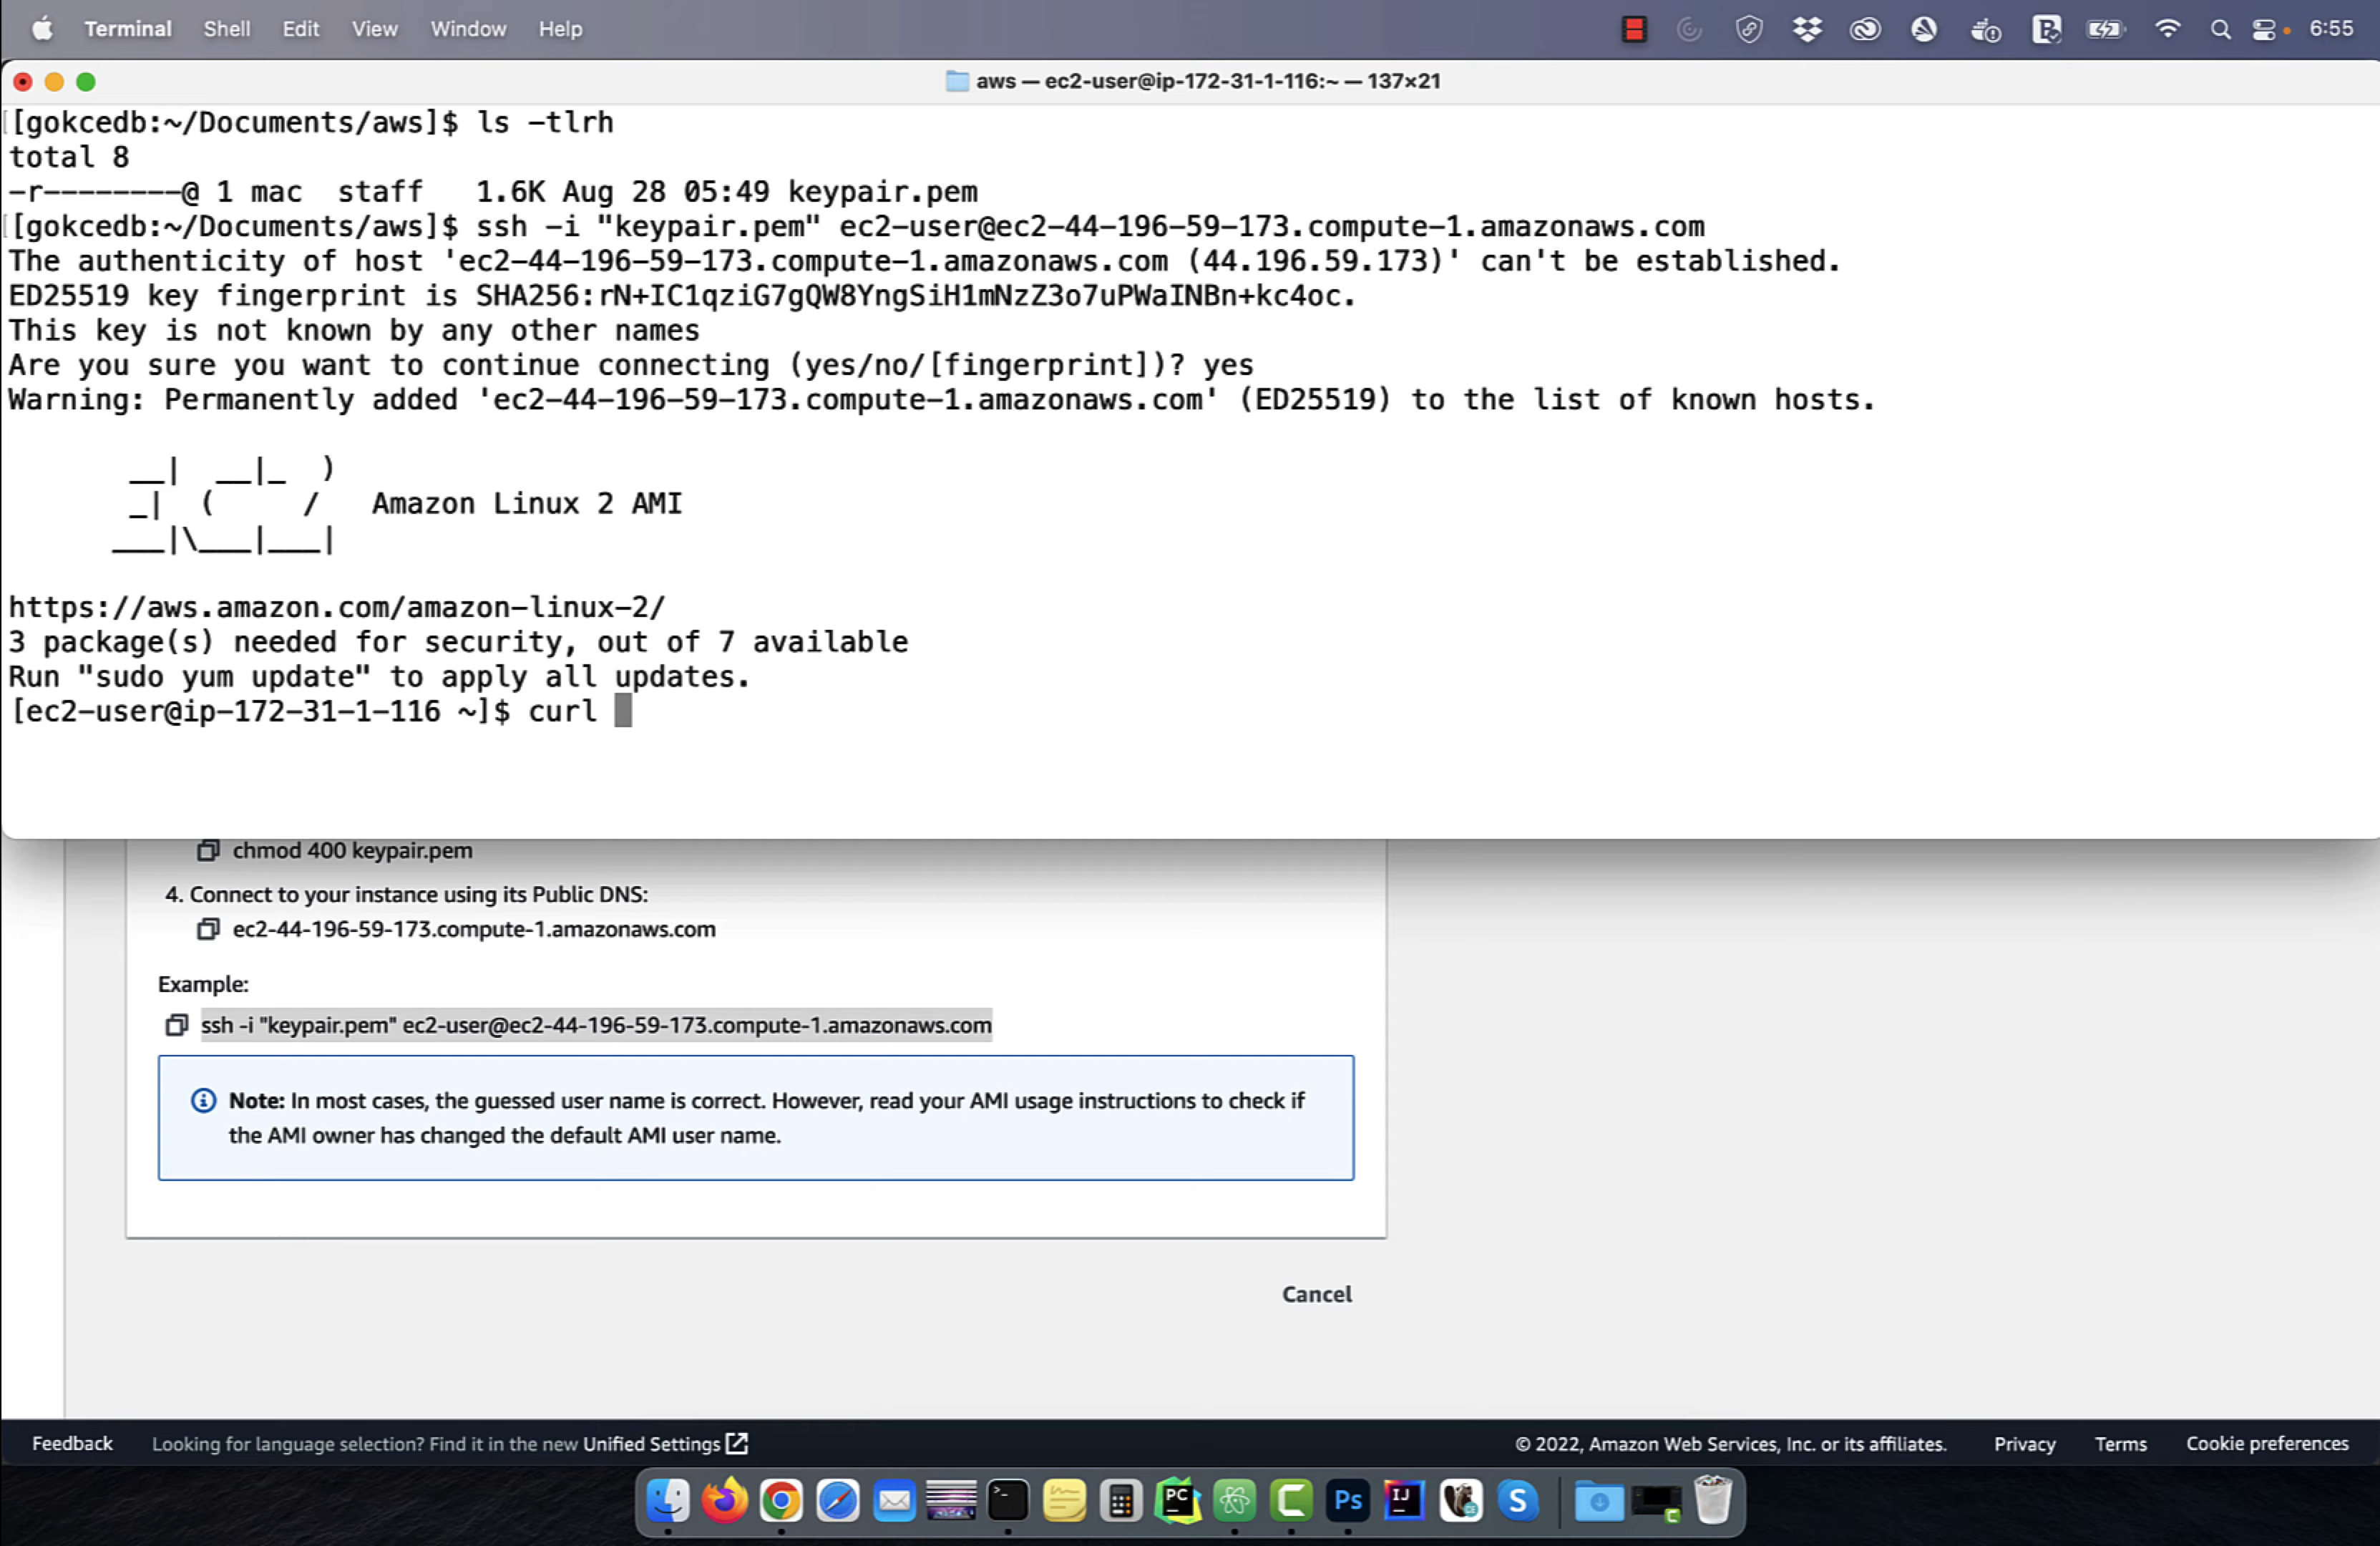 Terminal Shell Edit View Window Help 6:55
aws — ec2-user@ip-172-31-1-116:~ — 137×21
[[gokcedb:~/Documents/aws]$ ls -tlrh
total 8
-r--------@ 1 mac  staff   1.6K Aug 28 05:49 keypair.pem
[[gokcedb:~/Documents/aws]$ ssh -i "keypair.pem" ec2-user@ec2-44-196-59-173.compute-1.amazonaws.com
The authenticity of host 'ec2-44-196-59-173.compute-1.amazonaws.com (44.196.59.173)' can't be established.
ED25519 key fingerprint is SHA256:rN+IC1qziG7gQW8YngSiH1mNzZ3o7uPWaINBn+kc4oc.
This key is not known by any other names
Are you sure you want to continue connecting (yes/no/[fingerprint])? yes
Warning: Permanently added 'ec2-44-196-59-173.compute-1.amazonaws.com' (ED25519) to the list of known hosts.
       __|  __|_  )
       _|  (     /   Amazon Linux 2 AMI
      ___|\___|___|
https://aws.amazon.com/amazon-linux-2/
3 package(s) needed for security, out of 7 available
Run "sudo yum update" to apply all updates.
[ec2-user@ip-172-31-1-116 ~]$ curl
chmod 400 keypair.pem
4. Connect to your instance using its Public DNS:
ec2-44-196-59-173.compute-1.amazonaws.com
Example:
ssh -i "keypair.pem" ec2-user@ec2-44-196-59-173.compute-1.amazonaws.com
Note: In most cases, the guessed user name is correct. However, read your AMI usage instructions to check if
the AMI owner has changed the default AMI user name.
Cancel
Feedback Looking for language selection? Find it in the new Unified Settings © 2022, Amazon Web Services, Inc. or its affiliates. Privacy Terms Cookie preferences
PC Ps IJ S